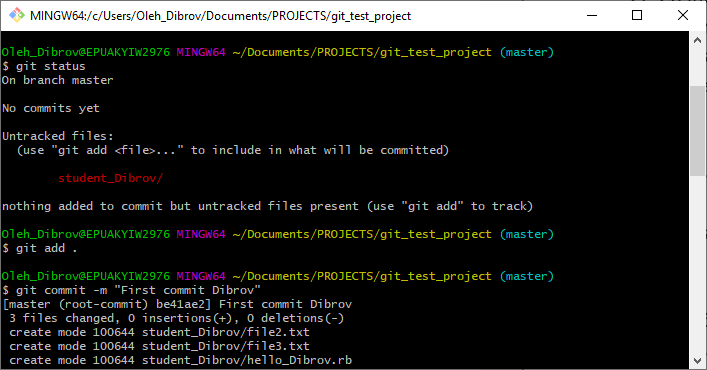 MINGW64:/c/Users/Oleh_Dibrov/Documents/PROJECTS/git_test_project
Oleh_Dibrov@EPUAKYIW2976 MINGW64 ~/Documents/PROJECTS/git_test_project (master)
$ git status
On branch master
No commits yet
Untracked files:
(use "git add <file>..." to include in what will be committed)
student_Dibrov/
nothing added to commit but untracked files present (use "git add" to track)
Oleh_Dibrov@EPUAKYIW2976 MINGW64 ~/Documents/PROJECTS/git_test_project (master)
$ git add .
Oleh_Dibrov@EPUAKYIW2976 MINGW64 ~/Documents/PROJECTS/git_test_project (master)
$ git commit -m "First commit Dibrov"
[master (root-commit) be41ae2] First commit Dibrov
3 files changed, 0 insertions(+), 0 deletions(-)
create mode 100644 student_Dibrov/file2.txt
create mode 100644 student_Dibrov/file3.txt
create mode 100644 student_Dibrov/hello_Dibrov.rb